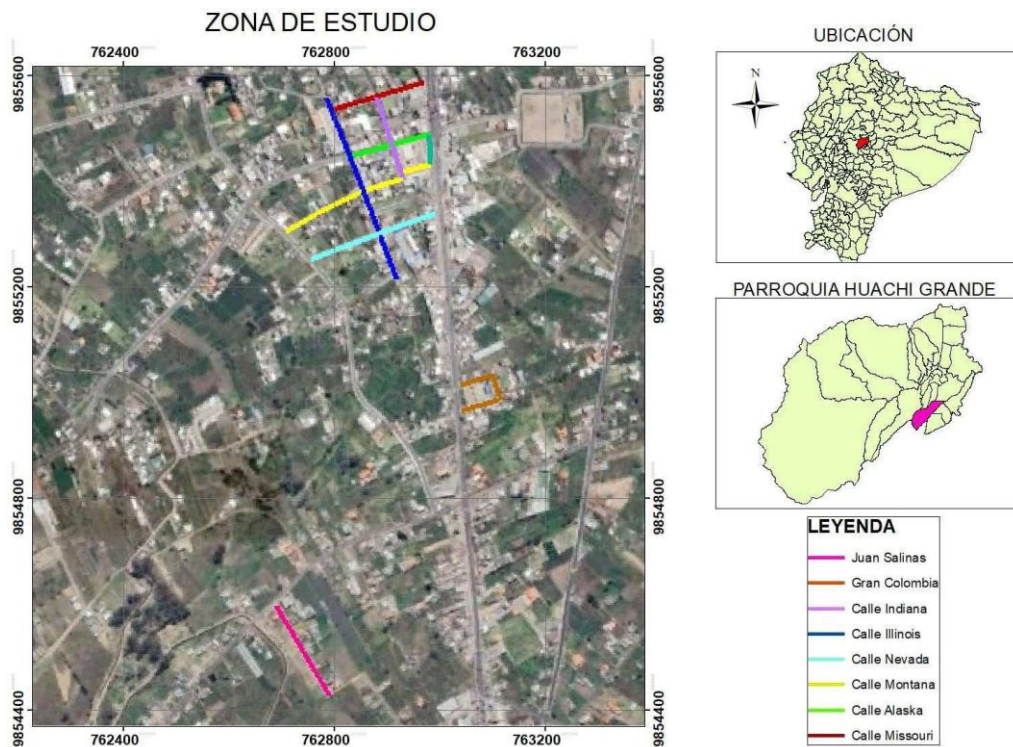 ZONA DE ESTUDIO
762400 762800 763200
9855600 9855600
9855200 9855200
9854800 9854800
9854400 9854400
762400 762800 763200
UBICACIÓN
N
PARROQUIA HUACHI GRANDE
LEYENDA
Juan Salinas
Gran Colombia
Calle Indiana
Calle Illinois
Calle Nevada
Calle Montana
Calle Alaska
Calle Missouri